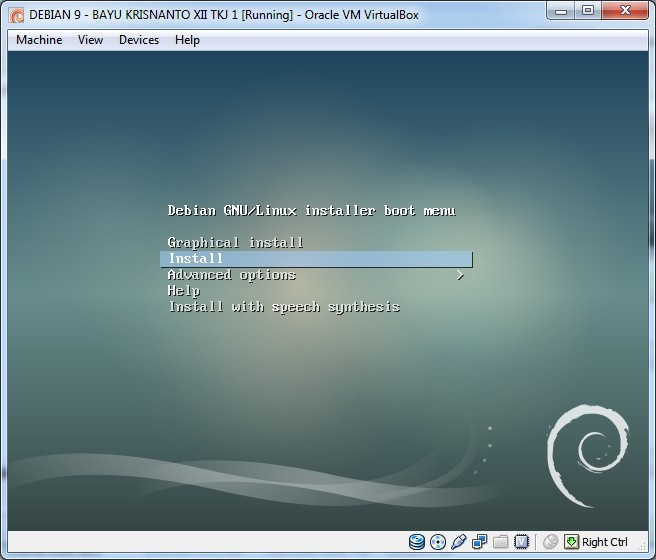 DEBIAN 9 - BAYU KRISNANTO XII TKJ 1 [Running] - Oracle VM VirtualBox
Machine View Devices Help
Debian GNU/Linux installer boot menu
Graphical install
Install
Advanced options >
Help
Install with speech synthesis
Right Ctrl